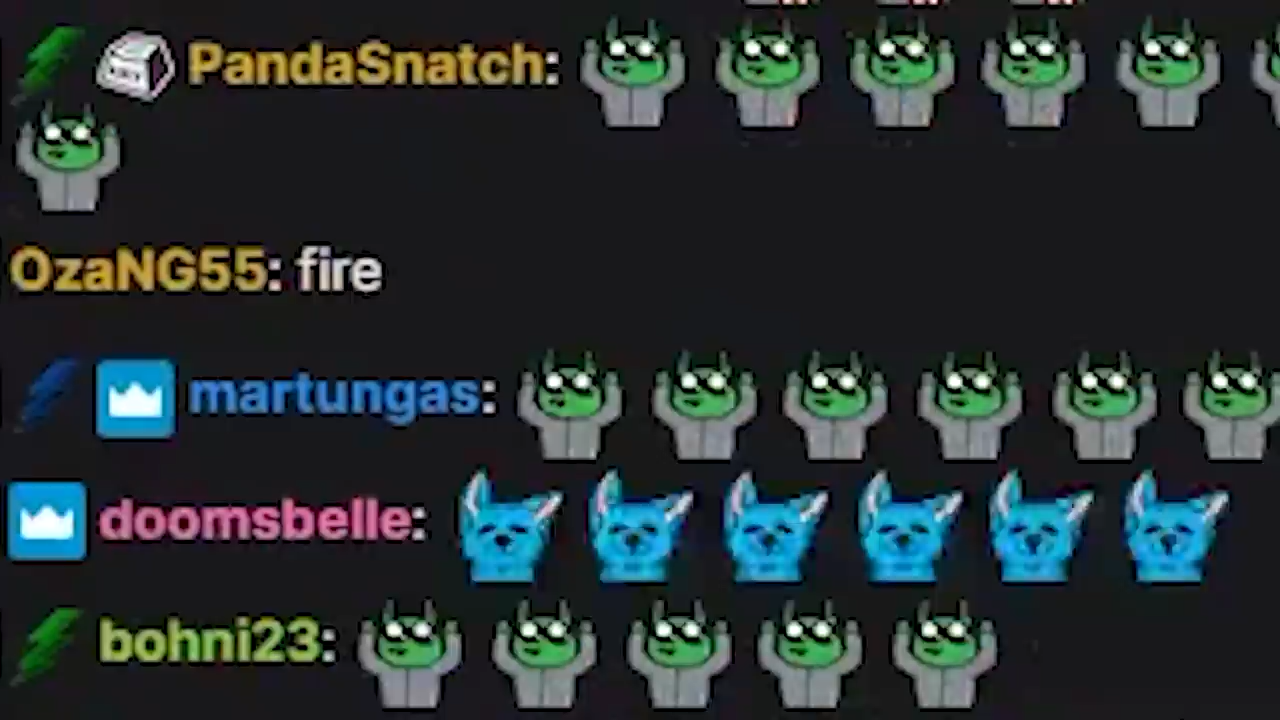 PandaSnatch:
OzaNG55: fire
martungas:
doomsbelle:
bohni23: